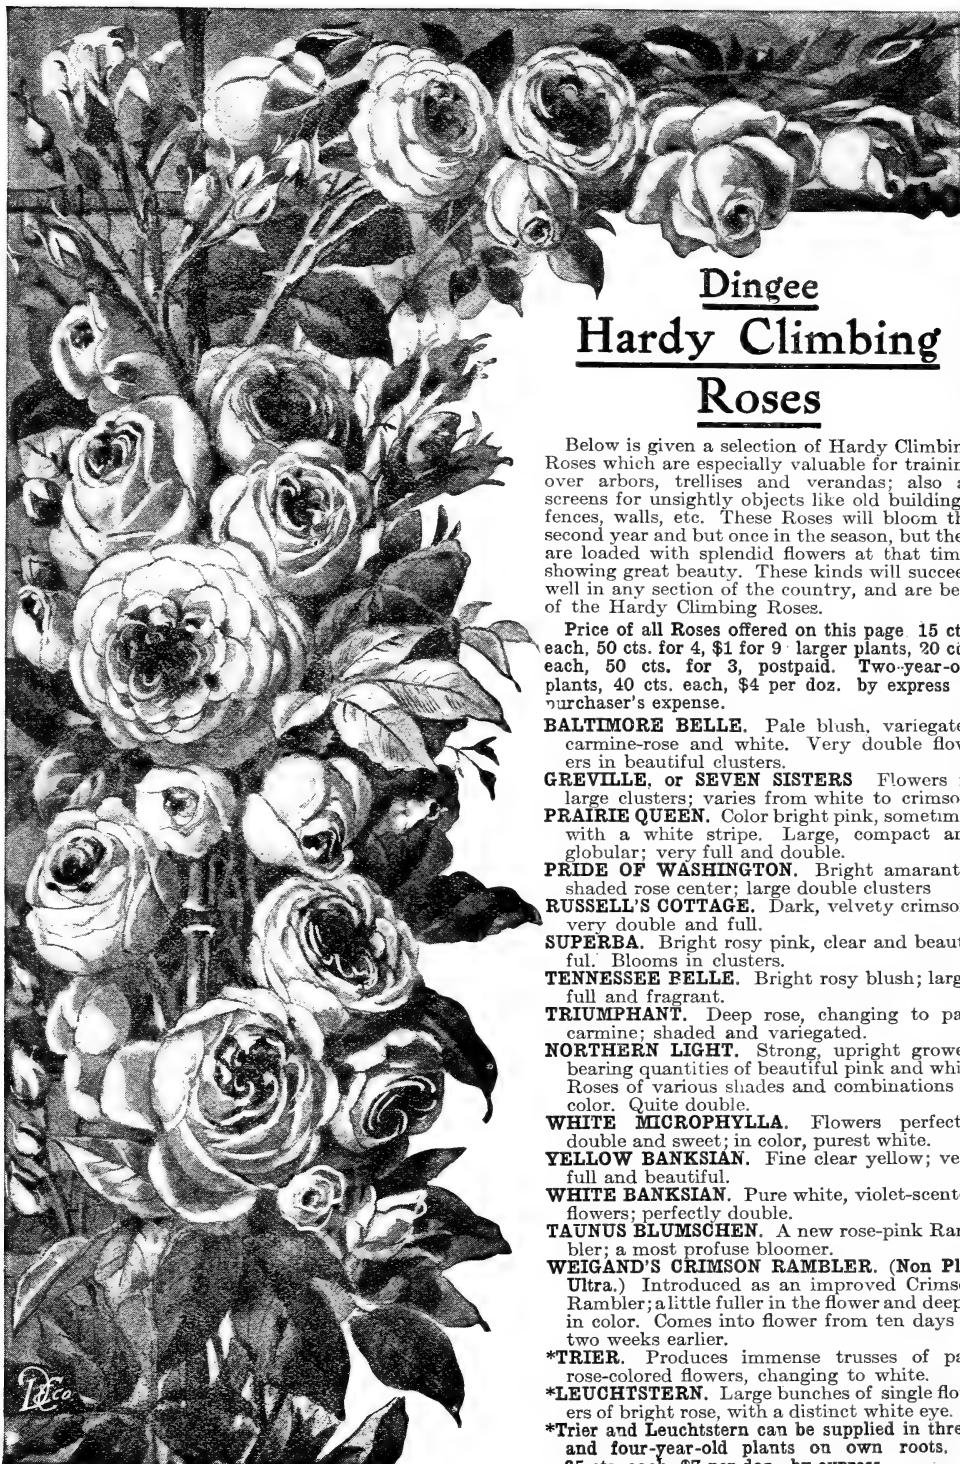 Dingee
Hardy Climbing
Roses
Below is given a selection of Hardy Climbin
Roses which are especially valuable for trainin
over arbors, trellises and verandas; also a
screens for unsightly objects like old building
fences, walls, etc. These Roses will bloom th
second year and but once in the season, but the
are loaded with splendid flowers at that tim
showing great beauty. These kinds will succee
well in any section of the country, and are be
of the Hardy Climbing Roses.
Price of all Roses offered on this page 15 ct
each, 50 cts. for 4, $1 for 9 larger plants, 20 ct
each, 50 cts. for 3, postpaid. Two-year-o
plants, 40 cts. each, $4 per doz. by express
purchaser's expense.
BALTIMORE BELLE. Pale blush, variegate
carmine-rose and white. Very double flow
ers in beautiful clusters.
GREVILLE, or SEVEN SISTERS Flowers
large clusters; varies from white to crimso
PRAIRIE QUEEN. Color bright pink, sometim
with a white stripe. Large, compact an
globular; very full and double.
PRIDE OF WASHINGTON. Bright amarant
shaded rose center; large double clusters
RUSSELL'S COTTAGE. Dark, velvety crimso
very double and full.
SUPERBA. Bright rosy pink, clear and beaut
ful. Blooms in clusters.
TENNESSEE BELLE. Bright rosy blush; larg
full and fragrant.
TRIUMPHANT. Deep rose, changing to pa
carmine; shaded and variegated.
NORTHERN LIGHT. Strong, upright growe
bearing quantities of beautiful pink and whi
Roses of various shades and combinations
color. Quite double.
WHITE MICROPHYLLA. Flowers perfect
double and sweet; in color, purest white.
YELLOW BANKSIAN. Fine clear yellow; ve
full and beautiful.
WHITE BANKSIAN. Pure white, violet-scent
flowers; perfectly double.
TAUNUS BLUMSCHEN. A new rose-pink Ram
bler; a most profuse bloomer.
WEIGAND'S CRIMSON RAMBLER. (Non Pl
Ultra.) Introduced as an improved Crims
Rambler; a little fuller in the flower and deep
in color. Comes into flower from ten days
two weeks earlier.
*TRIER. Produces immense trusses of pa
rose-colored flowers, changing to white.
*LEUCHTSTERN. Large bunches of single flo
ers of bright rose, with a distinct white eye.
*Trier and Leuchtstern can be supplied in thre
and four-year-old plants on own roots,